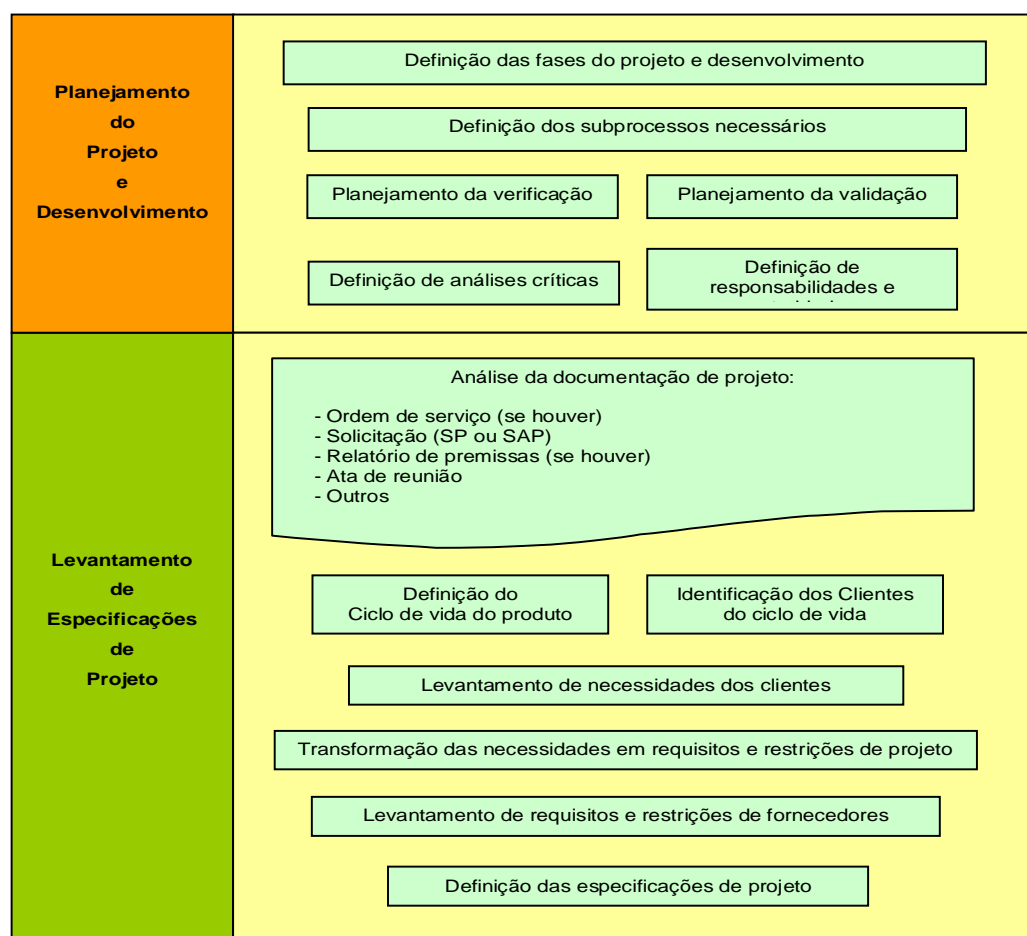 Planejamento
do
Projeto
e
Desenvolvimento
Definição das fases do projeto e desenvolvimento
Definição dos subprocessos necessários
Planejamento da verificação
Planejamento da validação
Definição de análises críticas
Definição de
responsabilidades e
Levantamento
de
Especificações
de
Projeto
Análise da documentação de projeto:
- Ordem de serviço (se houver)
- Solicitação (SP ou SAP)
- Relatório de premissas (se houver)
- Ata de reunião
- Outros
Definição do
Ciclo de vida do produto
Identificação dos Clientes
do ciclo de vida
Levantamento de necessidades dos clientes
Transformação das necessidades em requisitos e restrições de projeto
Levantamento de requisitos e restrições de fornecedores
Definição das especificações de projeto